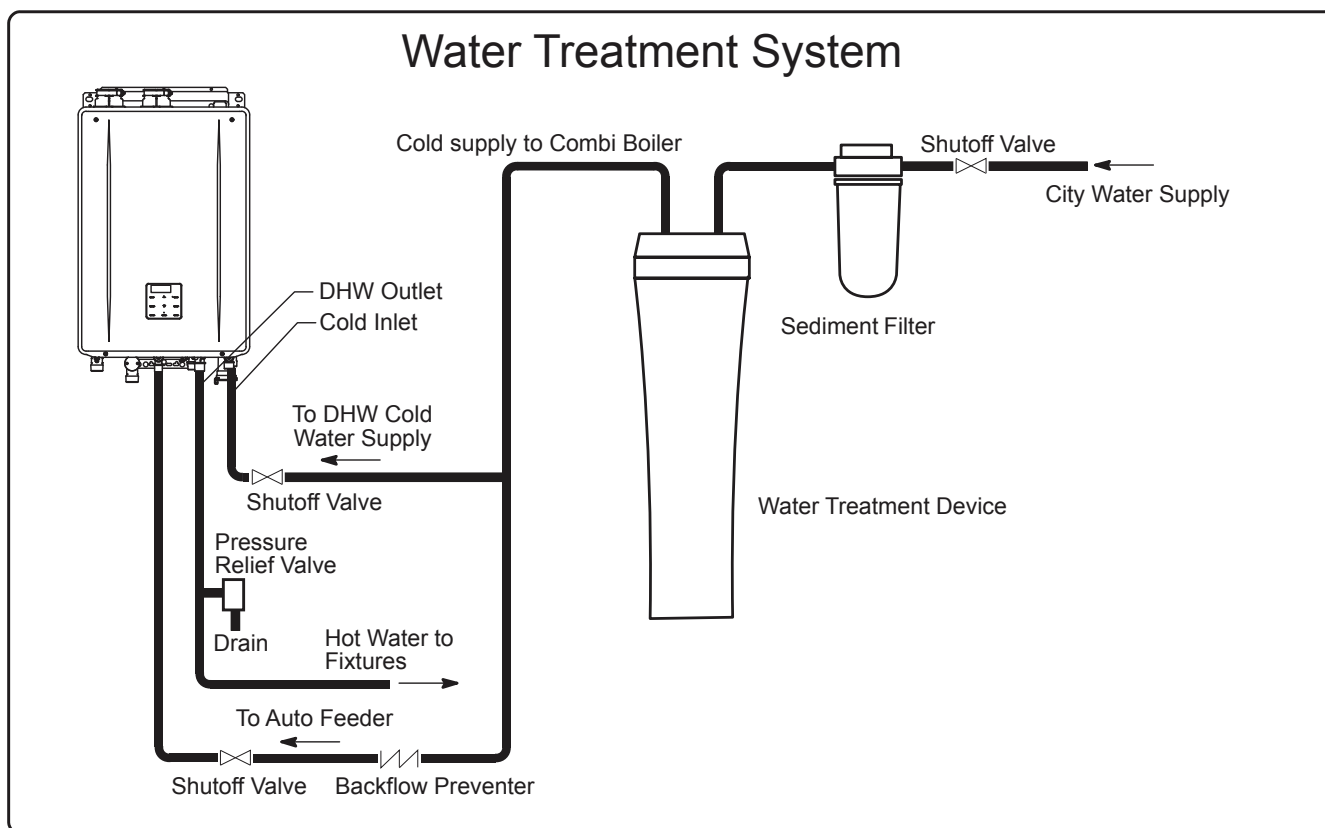 Water Treatment System
Cold supply to Combi Boiler
Shutoff Valve
City Water Supply
DHW Outlet
Cold Inlet
Sediment Filter
To DHW Cold
Water Supply
Shutoff Valve
Water Treatment Device
Pressure
Relief Valve
Drain
Hot Water to
Fixtures
To Auto Feeder
Shutoff Valve
Backflow Preventer